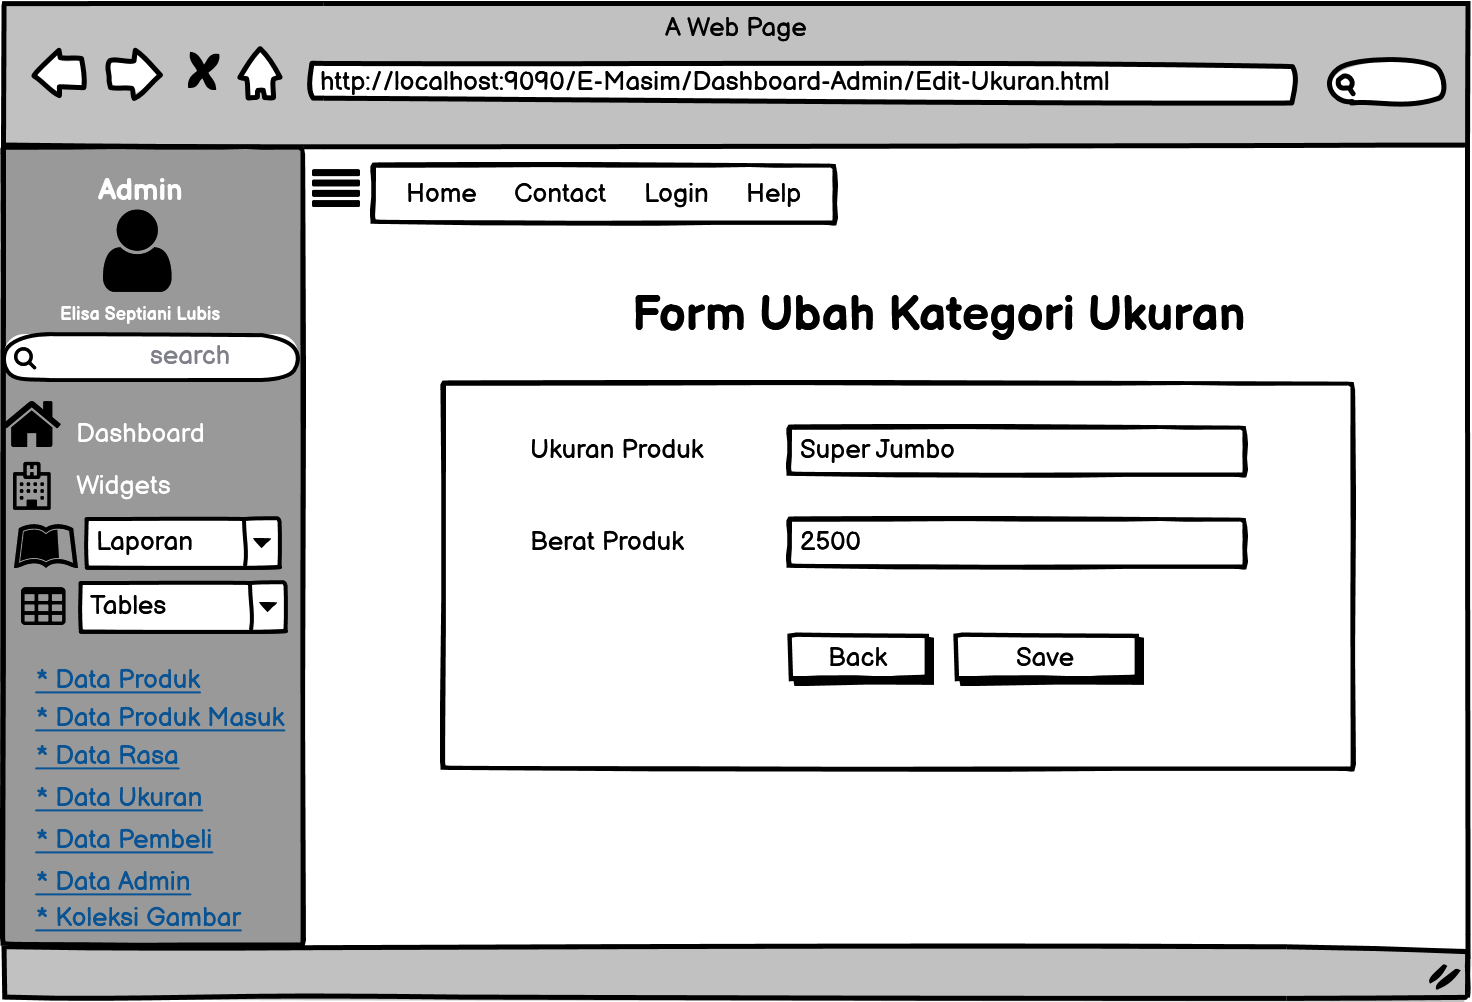 A Web Page
http://localhost:9090/E-Masim/Dashboard-Admin/Edit-Ukuran.html
Admin
Elisa Septiani Lubis
search
Dashboard
Widgets
Laporan
Tables
* Data Produk
* Data Produk Masuk
* Data Rasa
* Data Ukuran
* Data Pembeli
* Data Admin
* Koleksi Gambar
Home Contact Login Help
Form Ubah Kategori Ukuran
Ukuran Produk Super Jumbo
Berat Produk 2500
Back Save